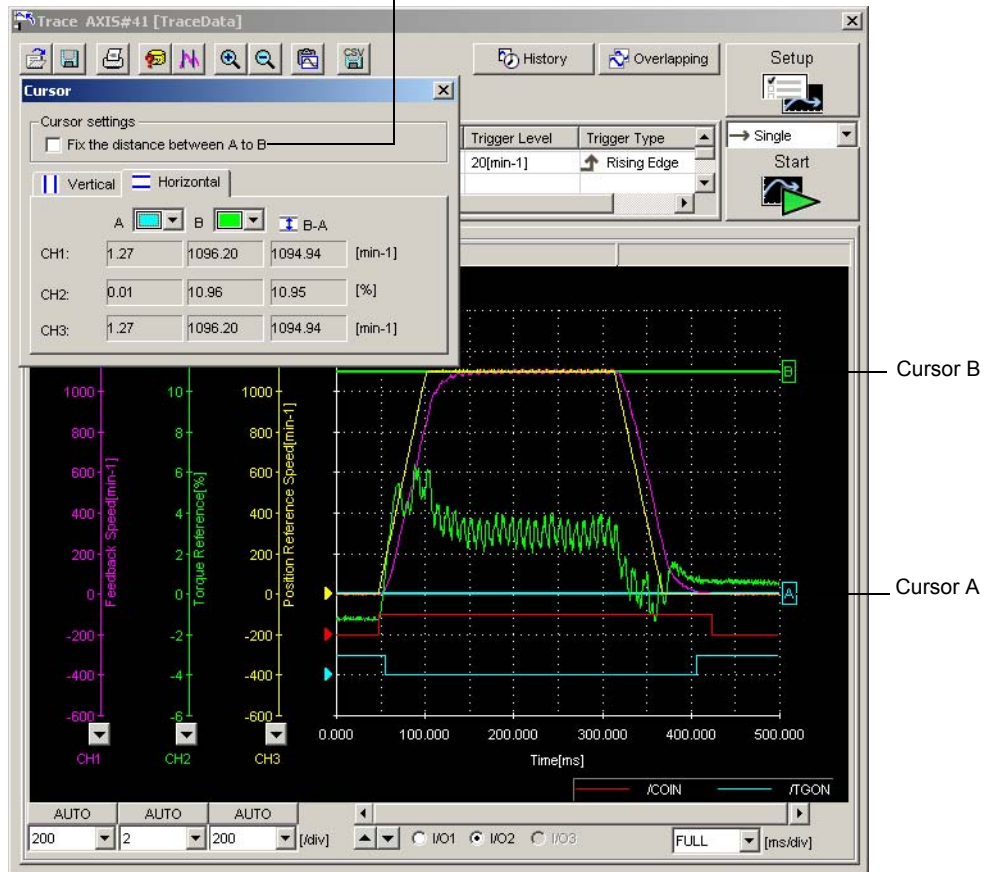 Trace AXIS#41 [TraceData]
CSV
History
Overlapping
Setup
Cursor
Cursor settings
Fix the distance between A to B
Trigger Level
Trigger Type
20[min-1]
Rising Edge
Single
Start
Vertical
Horizontal
A
B
B-A
CH1:
1.27
1096.20
1094.94
[min-1]
CH2:
0.01
10.96
10.95
[%]
CH3:
1.27
1096.20
1094.94
[min-1]
B
Cursor B
1000
800
600
400
200
0
-200
-400
-600
Feedback Speed[min-1]
10
8
6
4
2
0
-2
-4
-6
Torque Reference[%]
1000
800
600
400
200
0
-200
-400
-600
Position Reference Speed[min-1]
A
Cursor A
CH1
CH2
CH3
0.000
100.000
200.000
300.000
400.000
500.000
Time[ms]
/COIN
/TGON
AUTO
AUTO
AUTO
200
2
200
[/div]
I/O1
I/O2
I/O3
FULL
[ms/div]